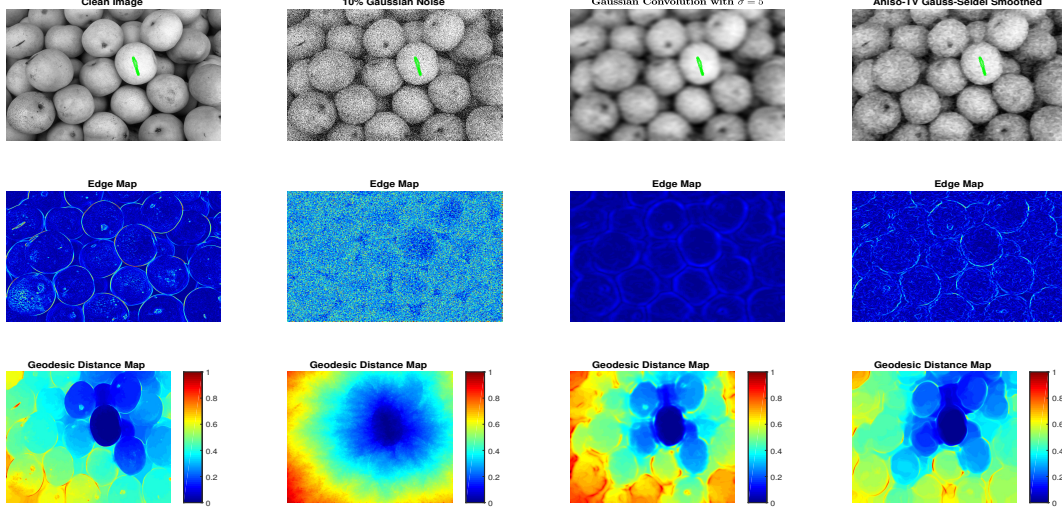 Clean Image
10% Gaussian Noise
Gaussian Convolution with σ = 5
Aniso-TV Gauss-Seidel Smoothed
Edge Map
Edge Map
Edge Map
Edge Map
Geodesic Distance Map
Geodesic Distance Map
Geodesic Distance Map
Geodesic Distance Map
1
0.8
0.6
0.4
0.2
0
1
0.8
0.6
0.4
0.2
0
1
0.8
0.6
0.4
0.2
0
1
0.8
0.6
0.4
0.2
0